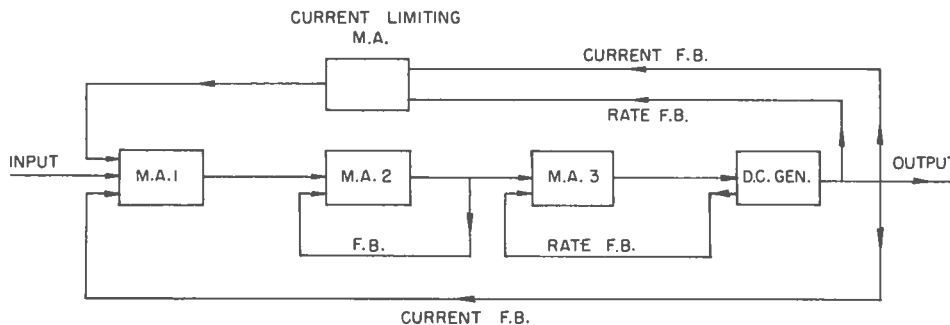 CURRENT LIMITING
M.A.
CURRENT F.B.
RATE F.B.
INPUT
M.A.1
M.A. 2
M.A. 3
D.C. GEN.
OUTPUT
F.B.
RATE F.B.
CURRENT F.B.